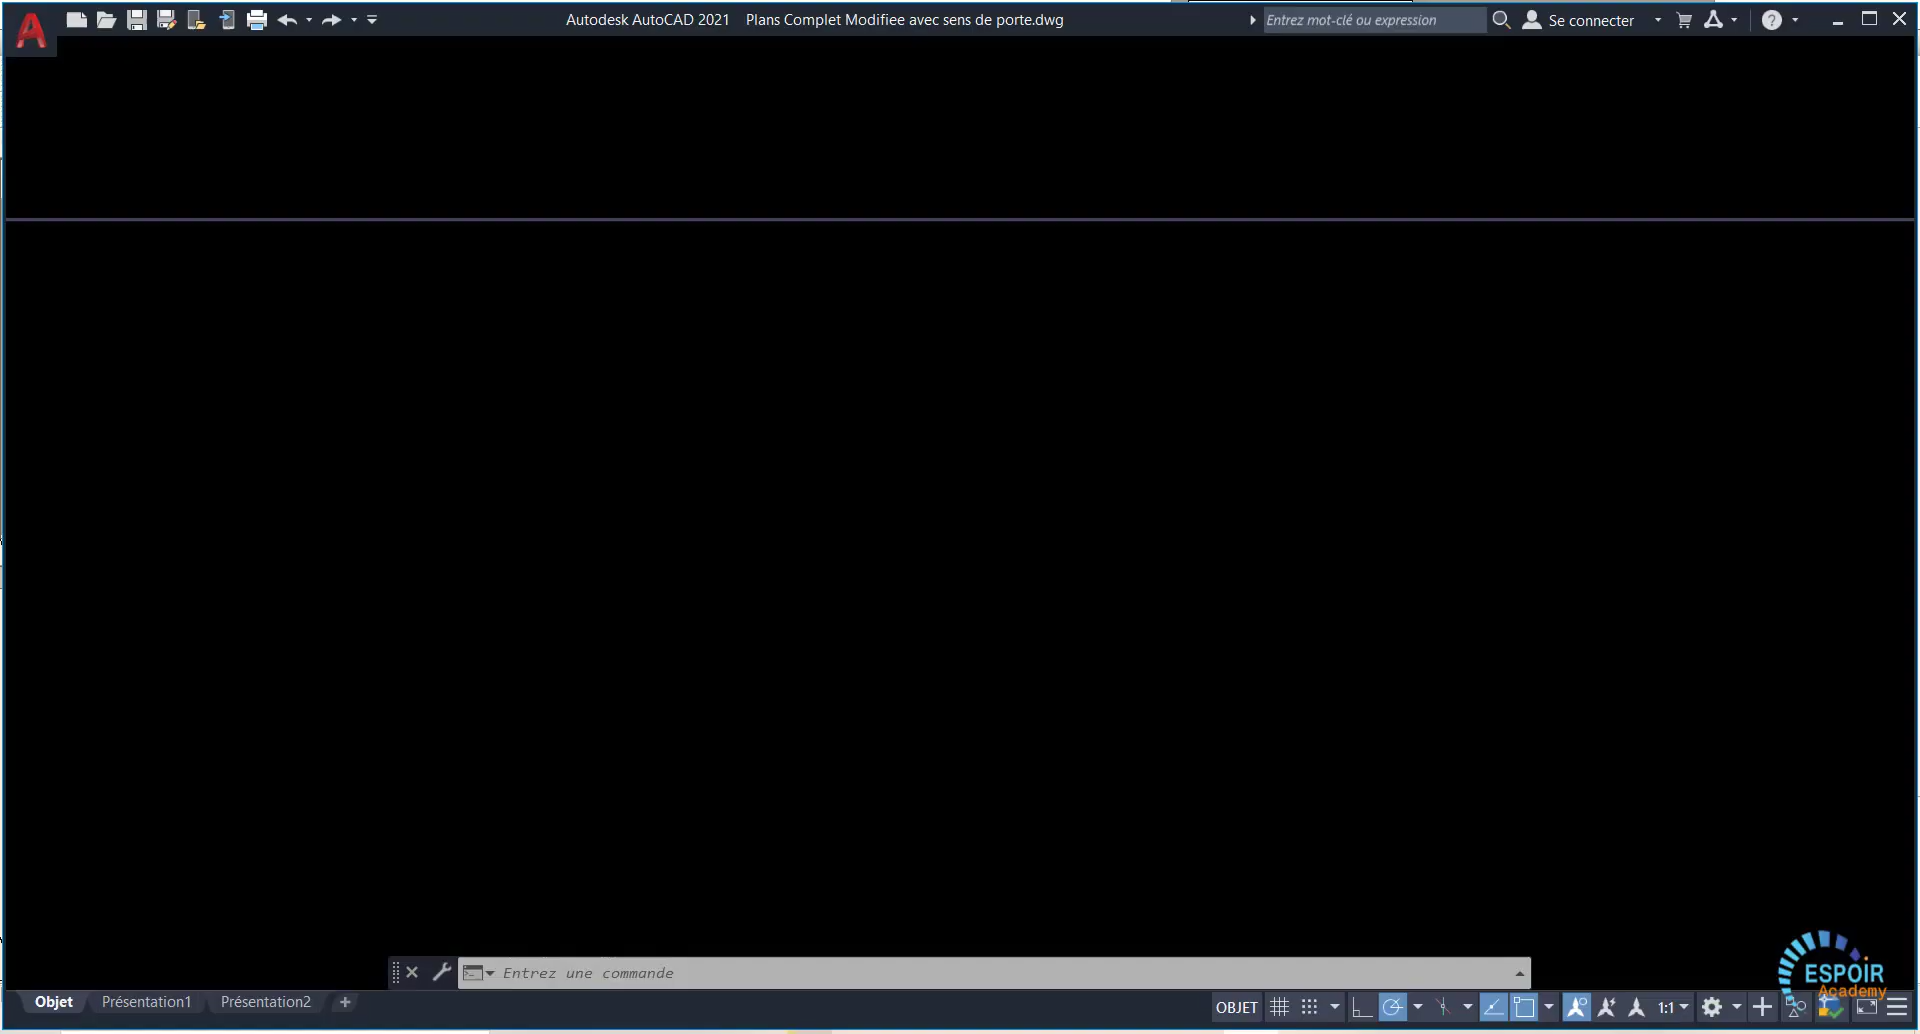 Autodesk AutoCAD 2021 Plans Complet Modifiee avec sens de porte.dwg
Entrez mot-clé ou expression
Se connecter
Entrez une commande
Objet
Présentation1
Présentation2
OBJET
1:1
ESPOIR
Academy